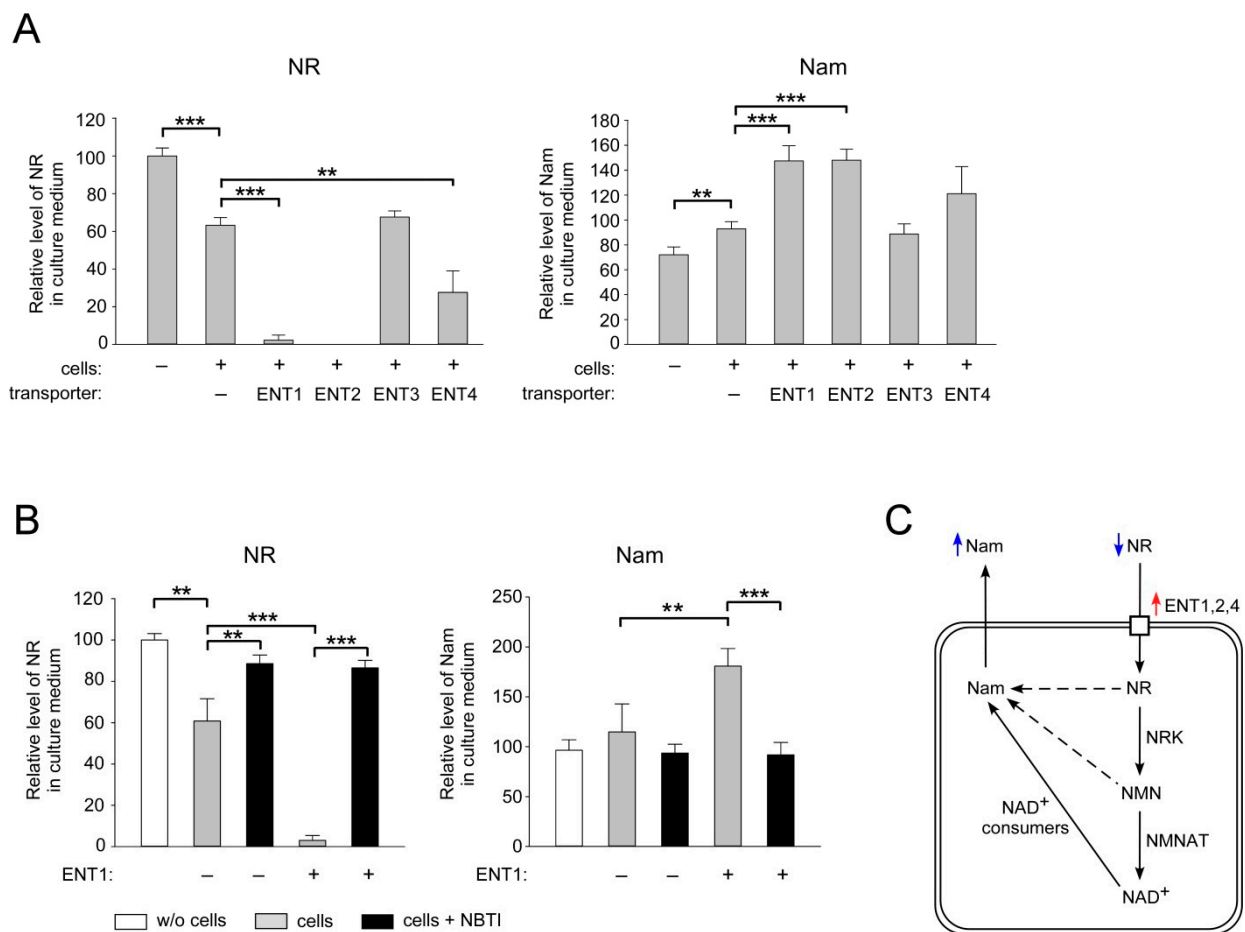 A
NR
Relative level of NR
in culture medium
120
100
80
60
40
20
0
***
***
**
cells: – + + + + +
transporter: – ENT1 ENT2 ENT3 ENT4
Nam
Relative level of Nam
in culture medium
180
160
140
120
100
80
60
40
20
0
**
***
***
cells: – + + + + +
transporter: – ENT1 ENT2 ENT3 ENT4
B
NR
Relative level of NR
in culture medium
120
100
80
60
40
20
0
**
***
**
***
ENT1: – – + +
Nam
Relative level of Nam
in culture medium
250
200
150
100
50
0
**
***
– – + +
w/o cells cells cells + NBTI
C
Nam NR
ENT1,2,4
Nam NR
NRK
NMN
NAD+
consumers
NMNAT
NAD+